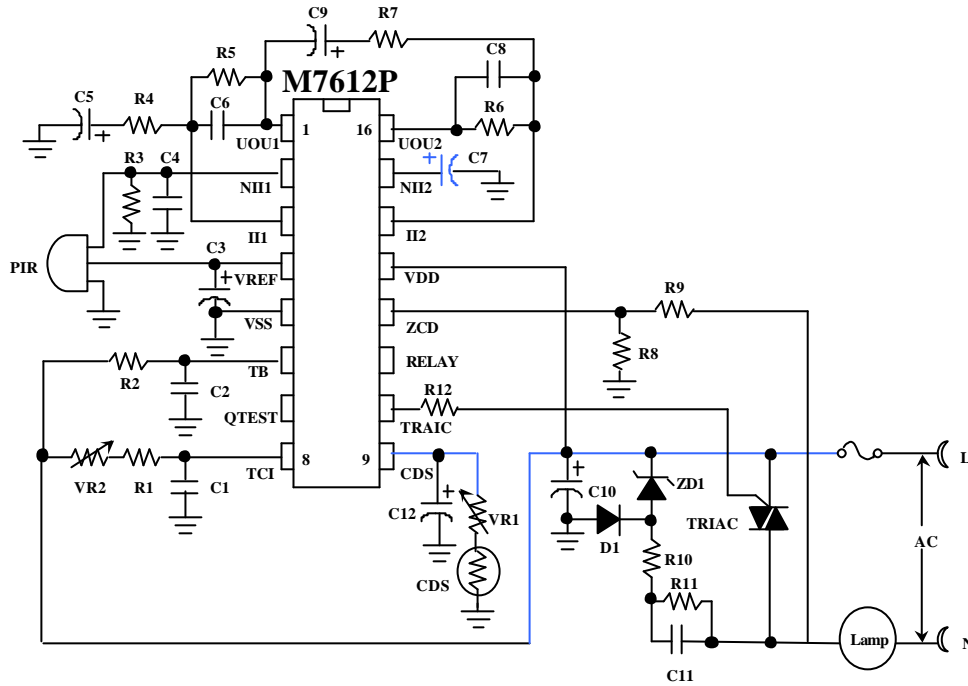 C9
R7
R5
M7612P
C8
C5
R4
C6
R6
+
+
1
16
UOU1
UOU2
R3
C4
+
C7
NII1
NII2
II1
II2
PIR
C3
+
VREF
VDD
R9
VSS
ZCD
R8
TB
RELAY
R2
C2
R12
QTEST
TRAIC
8
9
TCI
CDS
L
VR2
R1
C1
+
+
C10
ZD1
C12
VR1
TRIAC
D1
AC
R10
CDS
R11
Lamp
N
C11